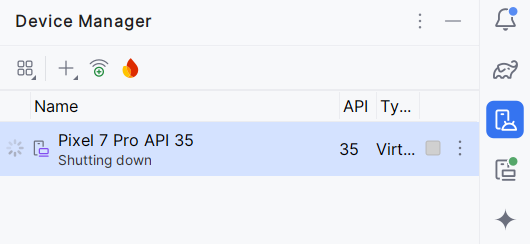 Device Manager
Name API Ty...
Pixel 7 Pro API 35 35 Virt...
Shutting down